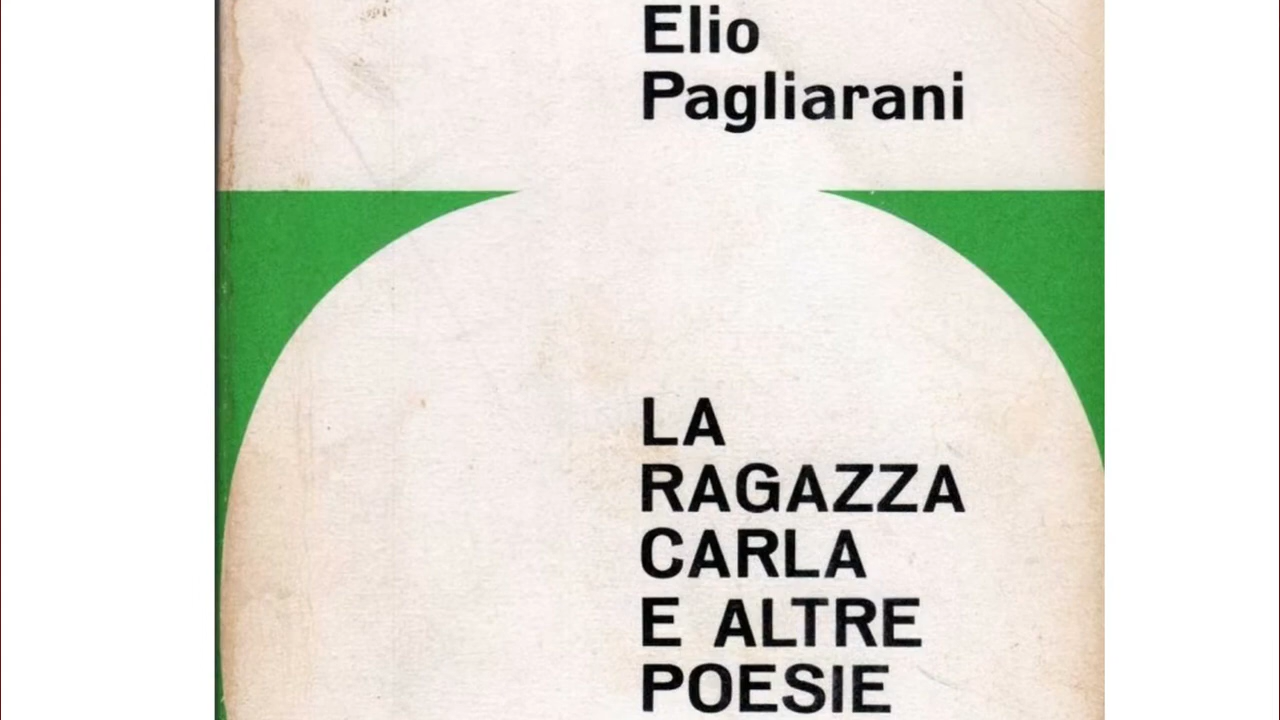 Elio
Pagliarani
LA
RAGAZZA
CARLA
E ALTRE
POESIE